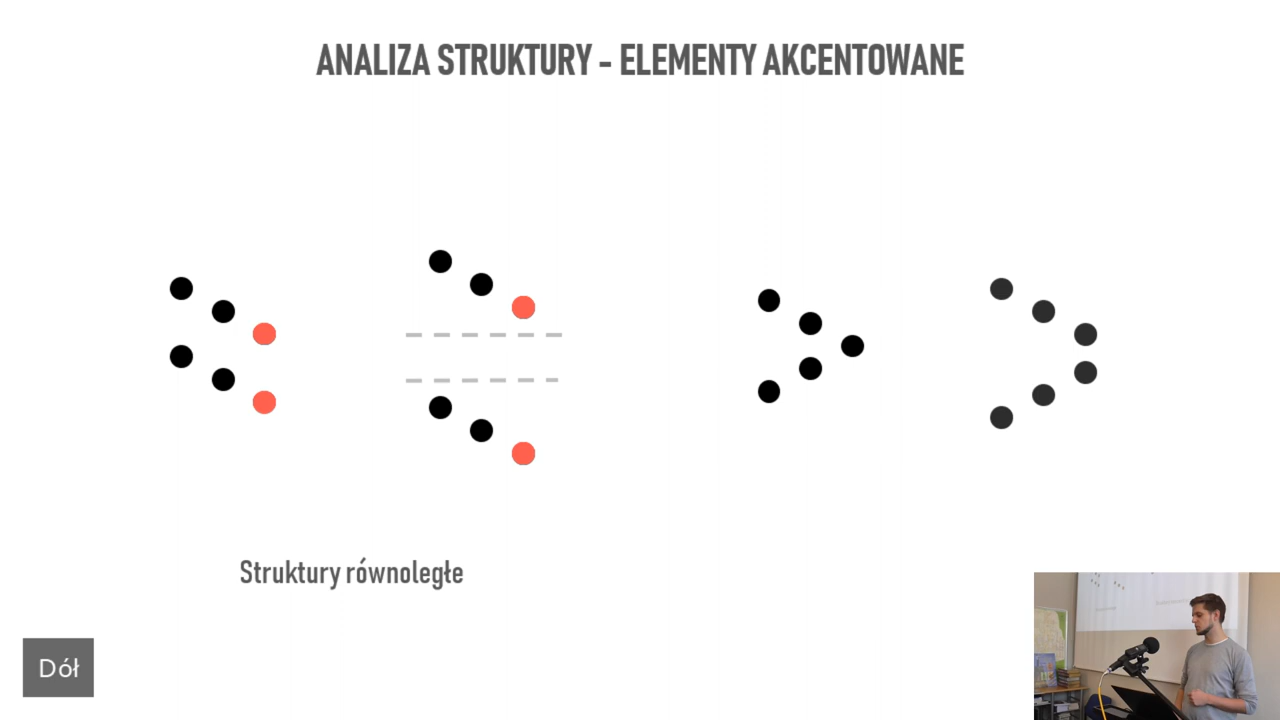 ANALIZA STRUKTURY - ELEMENTY AKCENTOWANE
Struktury równoległe
Dół